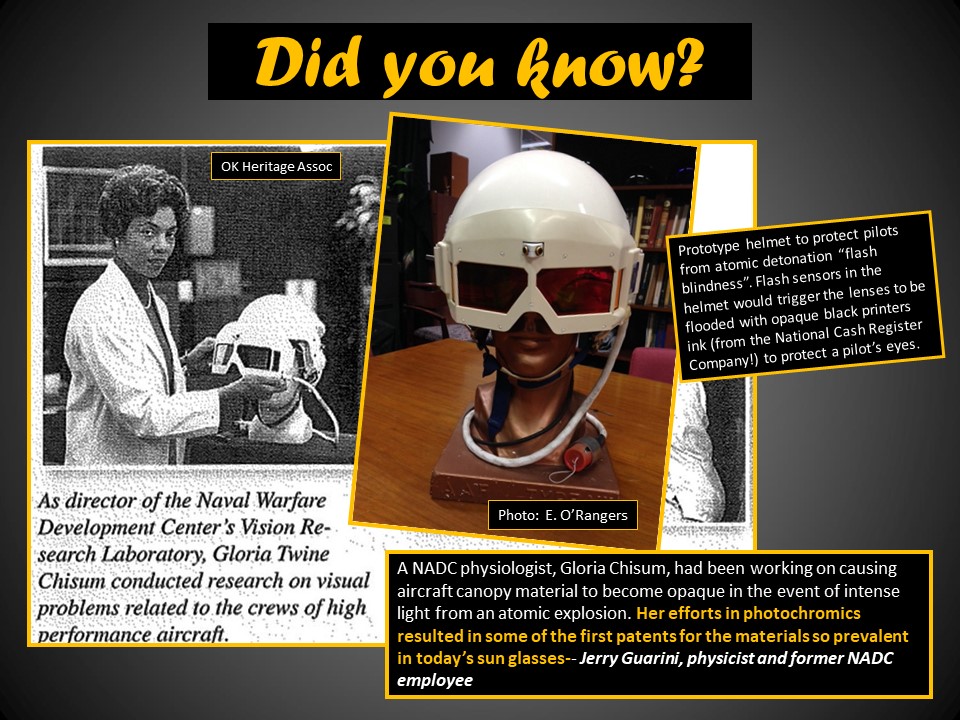 Did you know?
OK Heritage Assoc
Prototype helmet to protect pilots
from atomic detonation “flash
blindness”. Flash sensors in the
helmet would trigger the lenses to be
flooded with opaque black printers
ink (from the National Cash Register
Company!) to protect a pilot’s eyes.
As director of the Naval Warfare
Development Center's Vision Re-
search Laboratory, Gloria Twine
Chisum conducted research on visual
problems related to the crews of high
performance aircraft.
Photo: E. O’Rangers
A NADC physiologist, Gloria Chisum, had been working on causing
aircraft canopy material to become opaque in the event of intense
light from an atomic explosion. Her efforts in photochromics
resulted in some of the first patents for the materials so prevalent
in today’s sun glasses-- Jerry Guarini, physicist and former NADC
employee